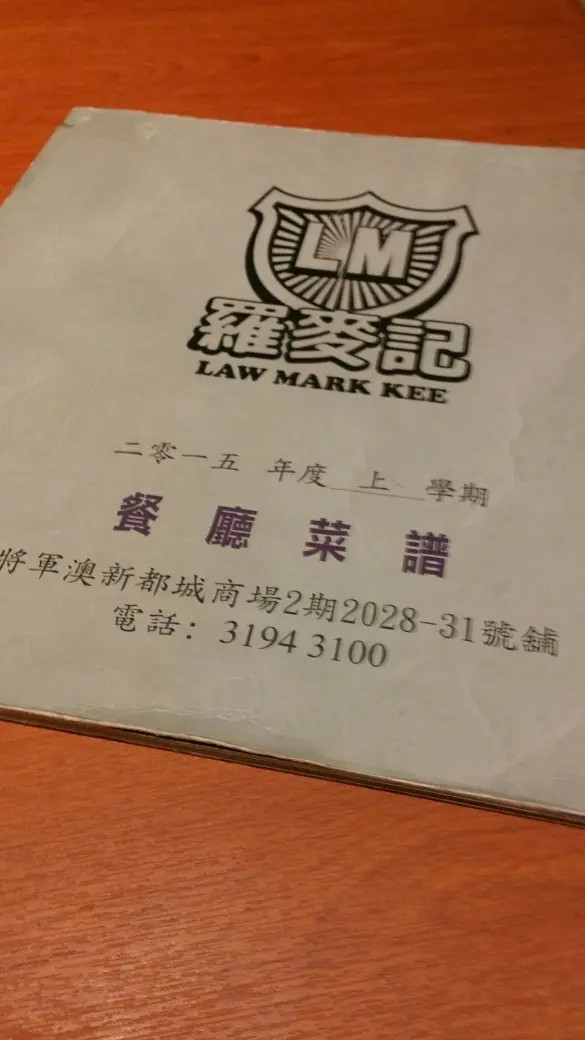 LM
羅麥記
LAW MARK KEE
二零一五 年度 上 學期
餐廳菜譜
將軍澳新都城商場2期2028-31號舖
電話: 3194 3100